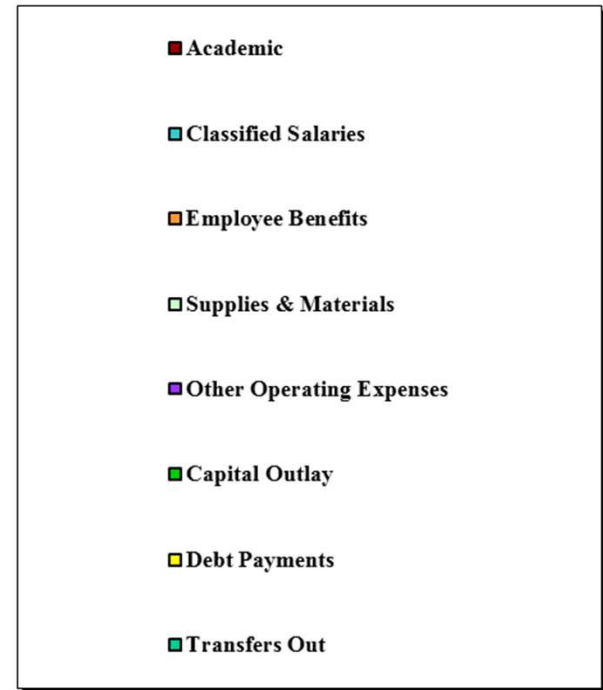 Academic
Classified Salaries
Employee Benefits
Supplies & Materials
Other Operating Expenses
Capital Outlay
Debt Payments
Transfers Out